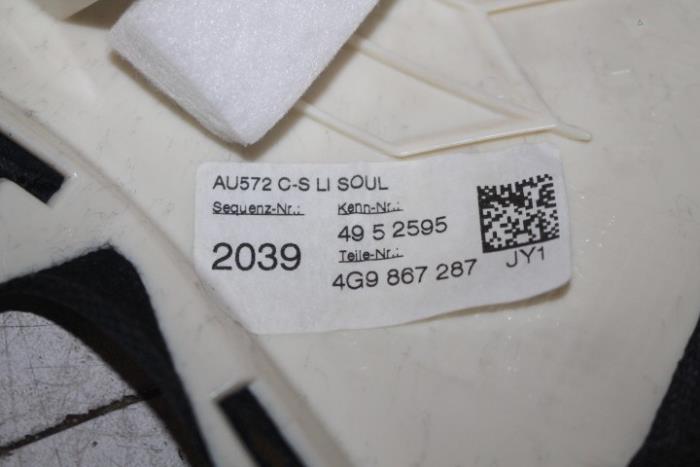 AU572 C-S LI SOUL
Sequenz-Nr.: Kenn-Nr.:
2039 49 5 2595
Teile-Nr.:
4G9 867 287
JY1